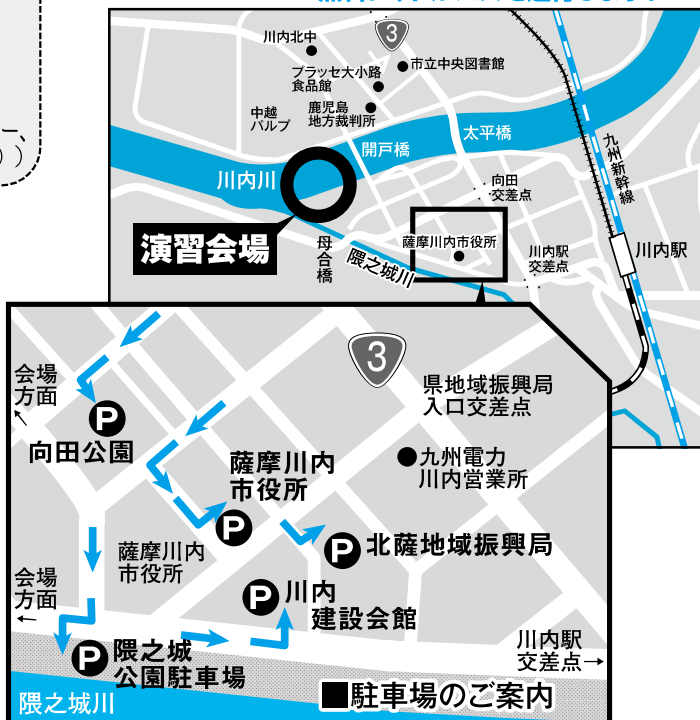 3
川内北中
市立中央図書館
プラッセ大小路
食品館
中越
パルプ
鹿児島
地方裁判所
開戸橋
太平橋
九州新幹線
川内川
向田
交差点
演習会場
母合橋
隈之城川
薩摩川内市役所
川内駅
交差点
川内駅
3
会場
方面
P
向田公園
県地域振興局
入口交差点
薩摩川内
市役所
P
九州電力
川内営業所
薩摩川内
市役所
P
北薩地域振興局
会場
方面
P
川内
建設会館
P
隈之城
公園駐車場
川内駅
交差点→
隈之城川
■駐車場のご案内